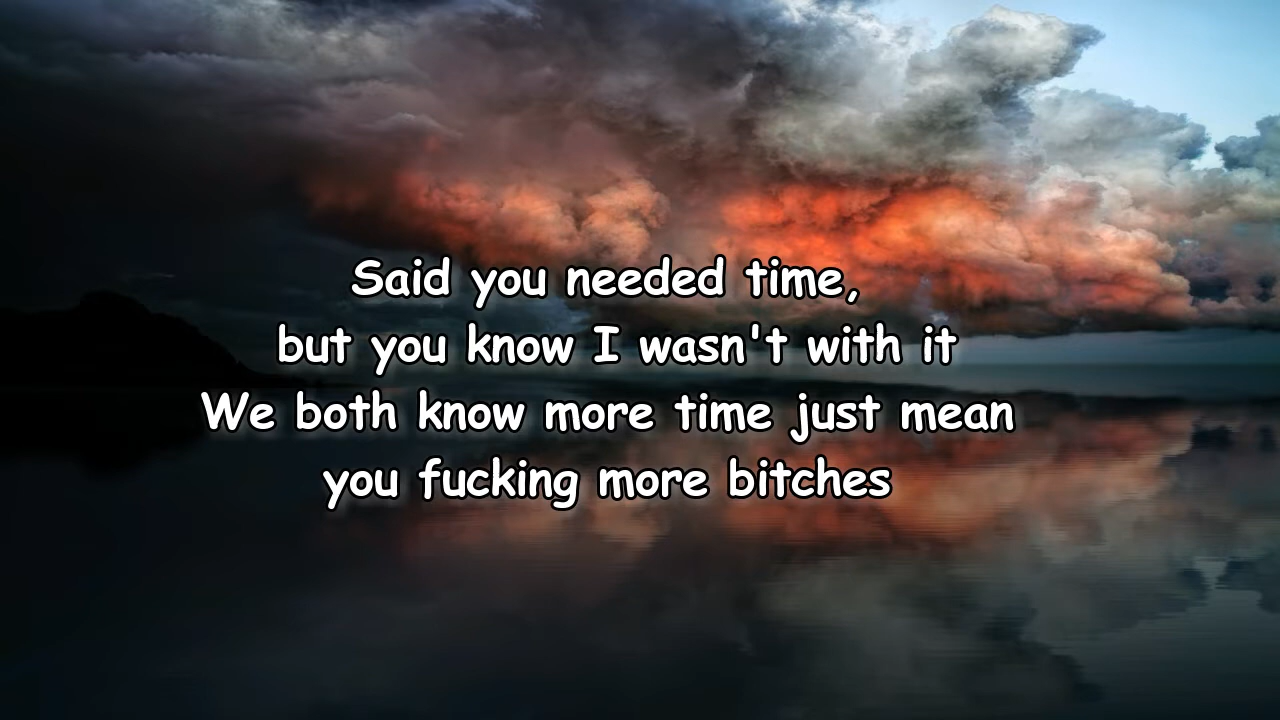 Said you needed time,
but you know I wasn't with it
We both know more time just mean
you fucking more bitches